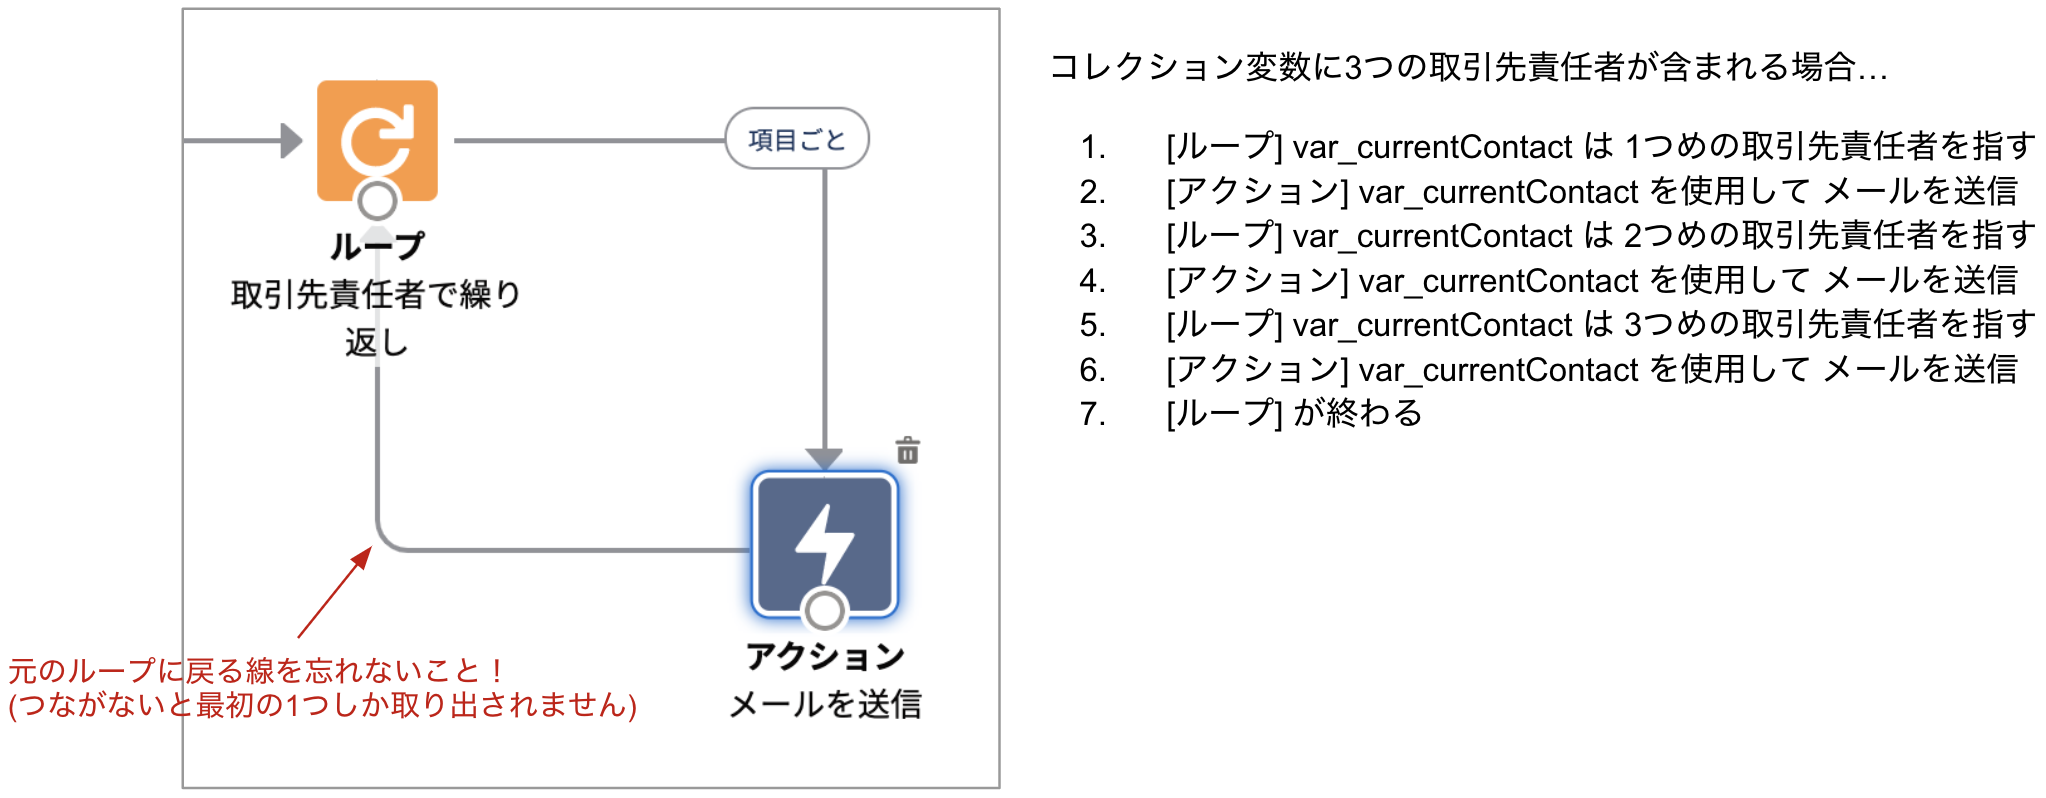 項目ごと
ループ
取引先責任者で繰り
返し
アクション
メールを送信
元のループに戻る線を忘れないこと！
(つながないと最初の1つしか取り出されません)
コレクション変数に3つの取引先責任者が含まれる場合…
1. [ループ] var_currentContact は 1つめの取引先責任者を指す
2. [アクション] var_currentContact を使用して メールを送信
3. [ループ] var_currentContact は 2つめの取引先責任者を指す
4. [アクション] var_currentContact を使用して メールを送信
5. [ループ] var_currentContact は 3つめの取引先責任者を指す
6. [アクション] var_currentContact を使用して メールを送信
7. [ループ] が終わる